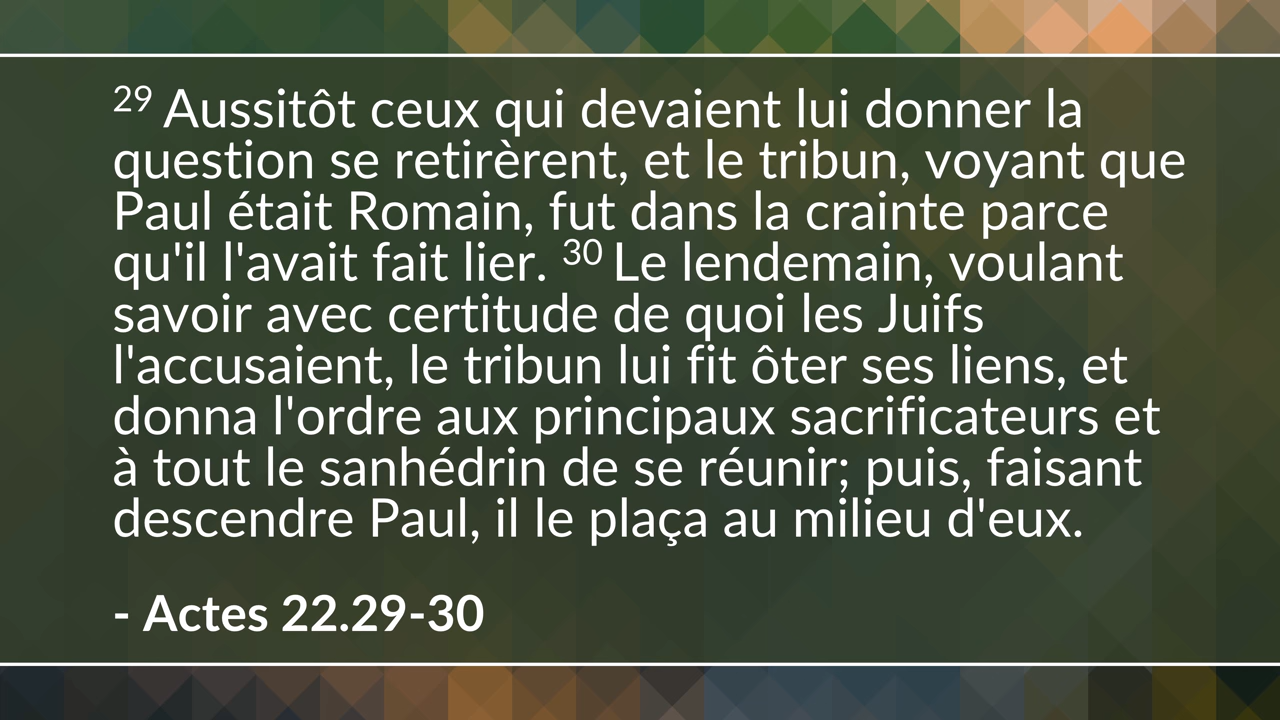 29 Aussitôt ceux qui devaient lui donner la
question se retirèrent, et le tribun, voyant que
Paul était Romain, fut dans la crainte parce
qu'il l'avait fait lier. 30 Le lendemain, voulant
savoir avec certitude de quoi les Juifs
l'accusaient, le tribun lui fit ôter ses liens, et
donna l'ordre aux principaux sacrificateurs et
à tout le sanhédrin de se réunir; puis, faisant
descendre Paul, il le plaça au milieu d'eux.
- Actes 22.29-30